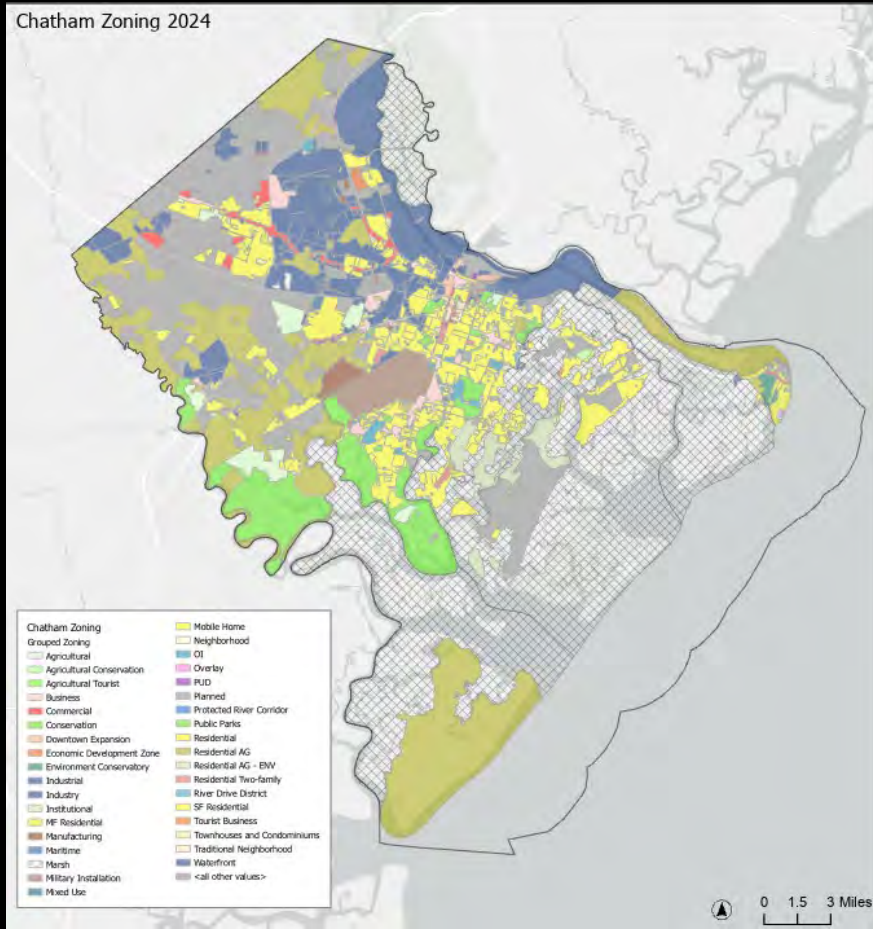 Chatham Zoning 2024
Chatham Zoning
Grouped Zoning
Agricultural
Agricultural Conservation
Agricultural Tourist
Business
Commercial
Conservation
Downtown Expansion
Economic Development Zone
Environment Conservatory
Industrial
Industry
Institutional
MF Residential
Manufacturing
Maritime
Marsh
Military Installation
Mixed Use
Mobile Home
Neighborhood
OI
Overlay
PUD
Planned
Protected River Corridor
Public Parks
Residential
Residential AG
Residential AG - ENV
Residential Two-family
River Drive District
SF Residential
Tourist Business
Townhouses and Condominiums
Traditional Neighborhood
Waterfront
<all other values>
0 1.5 3 Miles